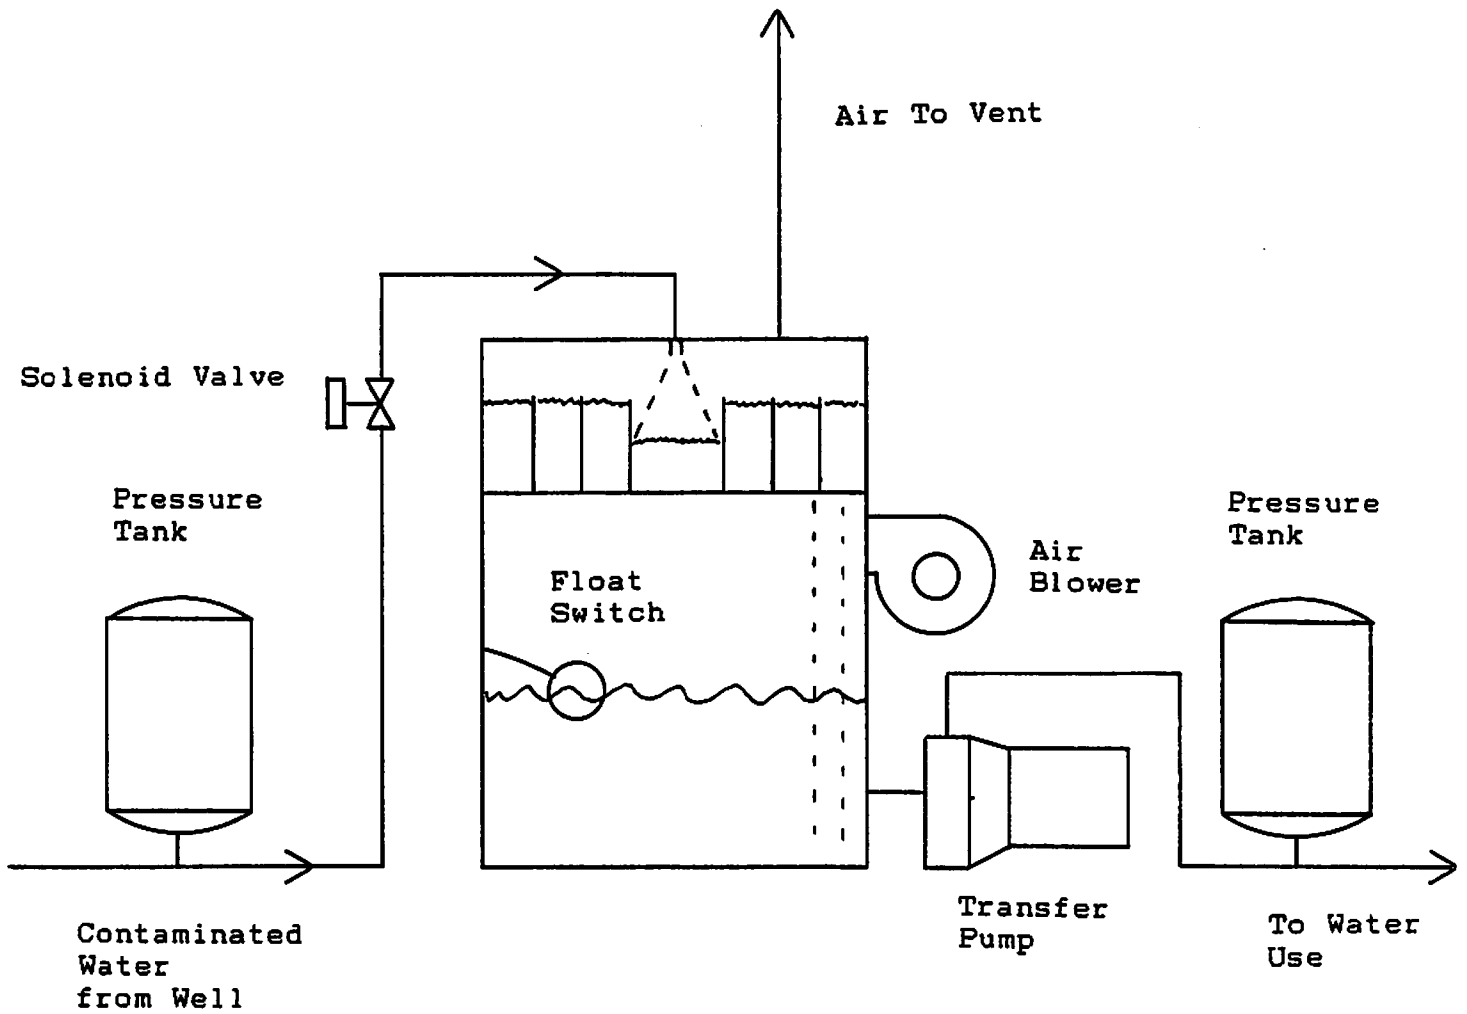 Air To Vent
Solenoid Valve
Pressure
Tank
Float
Switch
Air
Blower
Pressure
Tank
Contaminated
Water
from Well
Transfer
Pump
To Water
Use